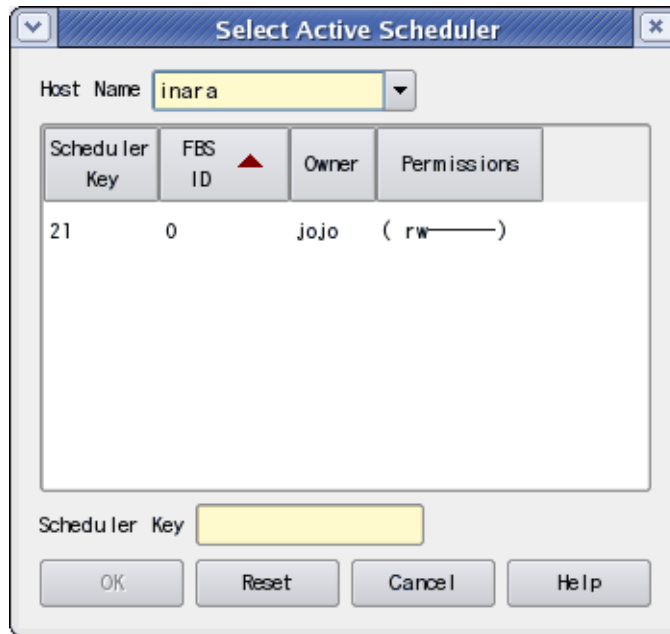 Select Active Scheduler
Host Name inara
Scheduler Key FBS ID Owner Permissions
21 0 jojo ( rw————)
Scheduler Key
OK Reset Cancel Help